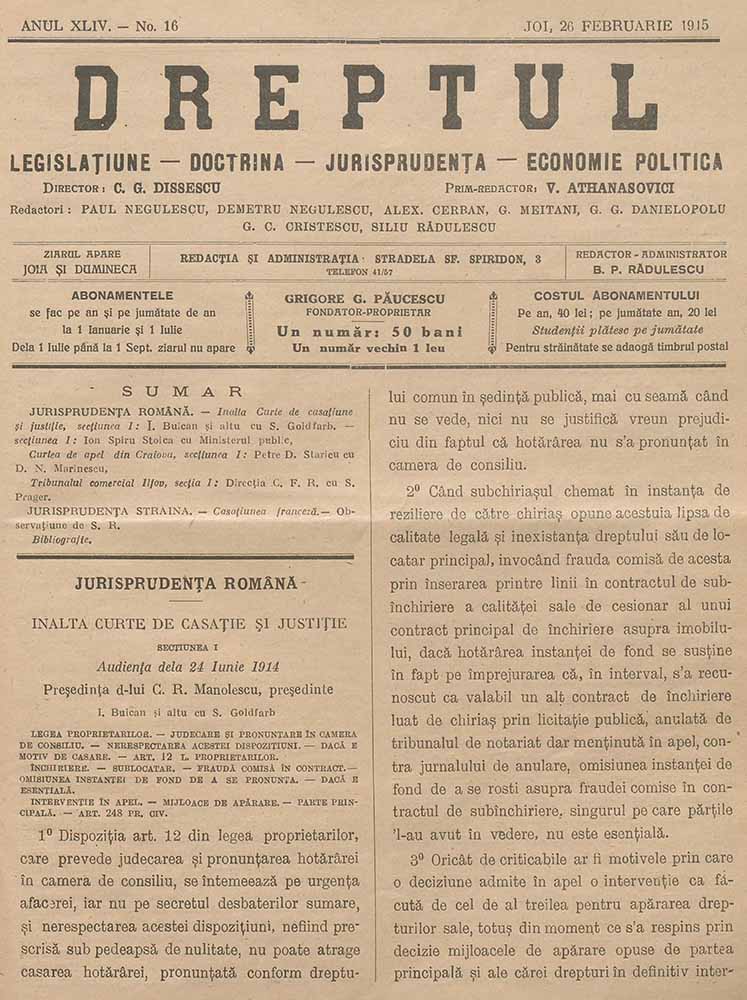 ANUL XLIV. — No. 16
JOI, 26 FEBRUARIE 1915
DREPTUL
LEGISLAȚIUNE — DOCTRINA — JURISPRUDENȚA — ECONOMIE POLITICA
DIRECTOR: C. G. DISSESCU
PRIM-REDACTOR: V. ATHANASOVICI
Redactori: PAUL NEGULESCU, DEMETRU NEGULESCU, ALEX. CERBAN, G. MEITANI, G. G. DANIELOPOLU
G. C. CRISTESCU, SILIU RĂDULESCU
ZIARUL APARE
JOIA ȘI DUMINECA
REDACȚIA ȘI ADMINISTRAȚIA STRADELA SF. SPIRIDON, 3
TELEFON 41/57
REDACTOR-ADMINISTRATOR
B. P. RĂDULESCU
ABONAMENTELE
se fac pe an și pe jumătate de an
la 1 Ianuarie și 1 Iulie
Dela 1 Iulie până la 1 Sept. ziarul nu apare
GRIGORE G. PĂUCESCU
FONDATOR-PROPRIETAR
Un număr: 50 bani
Un număr vechiu 1 leu
COSTUL ABONAMENTULUI
Pe an, 40 lei; pe jumătate an, 20 lei
Studenții plătesc pe jumătate
Pentru străinătate se adaogă timbrul postal
SUMAR
JURISPRUDENȚA ROMÂNĂ. — Inalta Curte de casațiune
și justiție, secțiunea I: I. Buican și altu cu S. Goldfarb. —
secțiunea I: Ion Spiru Stoica cu Ministerul public,
Curtea de apel din Craiova, secțiunea I: Petre D. Staricu cu
D. N. Marinescu,
Tribunalul comercial Ilfov, secția I: Direcția C. F. R. cu S.
Prager.
JURISPRUDENȚA STRAINA. — Casațiunea franceză. — Ob-
servațiune de S. R.
Bibliografie.
JURISPRUDENȚA ROMÂNĂ
INALTA CURTE DE CASAȚIE ȘI JUSTIȚIE
SECȚIUNEA I
Audiența dela 24 Iunie 1914
Președința d-lui C. R. Manolescu, președinte
I. Buican și altu cu S. Goldfarb
LEGEA PROPRIETARILOR. — JUDECARE ȘI PRONUNTARE ÎN CAMERA
DE CONSILIU. — NERESPECTAREA ACESTEI DISPOZIȚIUNI. — DACĂ E
MOTIV DE CASARE. — ART. 12 L. PROPRIETARILOR.
ÎNCHIRIERE. — SUBLOCATAR. — FRAUDĂ COMISĂ ÎN CONTRACT.—
OMISIUNEA INSTANȚEI DE FOND DE A SE PRONUNTA. — DACĂ E
ESENȚIALĂ.
INTERVENȚIE ÎN APEL. — MIJLOACE DE APĂRARE. — PARTE PRIN-
CIPALĂ. — ART. 248 PR. CIV.
1º Dispoziția art. 12 din legea proprietarilor,
care prevede judecarea și pronunțarea hotărârei
în camera de consiliu, se întemeează pe urgența
afacerei, iar nu pe secretul desbaterilor sumare,
și nerespectarea acestei dispozițiuni, nefiind pre-
scrisă sub pedeapsă de nulitate, nu poate atrage
casarea hotărârei, pronunțată conform dreptu-
lui comun în ședință publică, mai cu seamă când
nu se vede, nici nu se justifică vreun prejudi-
ciu din faptul că hotărârea nu s'a pronunțat în
camera de consiliu.
2º Când subchiriașul chemat în instanța de
reziliere de către chiriaș opune acestuia lipsa de
calitate legală și inexistanța dreptului său de lo-
catar principal, invocând frauda comisă de acesta
prin înserarea printre linii în contractul de sub-
închiriere a calităței sale de cesionar al unui
contract principal de închiriere asupra imobilu-
lui, dacă hotărârea instanței de fond se susține
în fapt pe împrejurarea că, în interval, s'a recu-
noscut ca valabil un alt contract de închiriere
luat de chiriaș prin licitație publică, anulată de
tribunalul de notariat dar menținută în apel, con-
tra jurnalului de anulare, omisiunea instanței de
fond de a se rosti asupra fraudei comise în con-
tractul de subînchiriere, singurul pe care părțile
'l-au avut în vedere, nu este esențială.
3º Oricât de criticabile ar fi motivele prin care
o deciziune admite în apel o intervenție ca fă-
cută de cel de al treilea pentru apărarea drep-
turilor sale, totuș din moment ce s'a respins prin
decizie mijloacele de apărare opuse de partea
principală și ale cărei drepturi în definitiv inter-